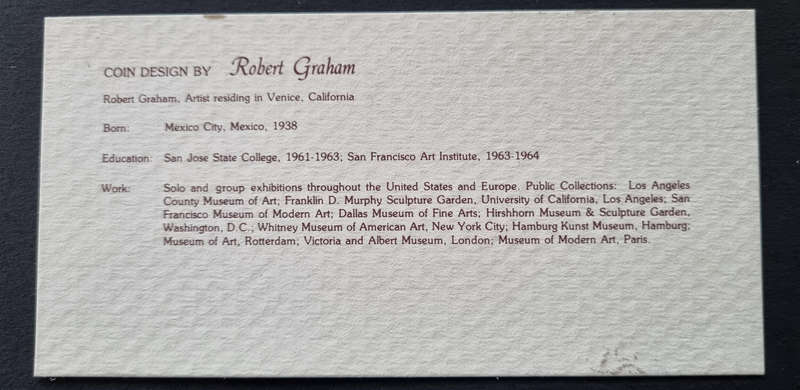 COIN DESIGN BY Robert Graham
Robert Graham, Artist residing in Venice, California
Born: Mexico City, Mexico, 1938
Education: San Jose State College, 1961-1963; San Francisco Art Institute, 1963-1964
Work: Solo and group exhibitions throughout the United States and Europe. Public Collections: Los Angeles
County Museum of Art; Franklin D. Murphy Sculpture Garden, University of California, Los Angeles; San
Francisco Museum of Modern Art; Dallas Museum of Fine Arts; Hirshhorn Museum & Sculpture Garden,
Washington, D.C.; Whitney Museum of American Art, New York City; Hamburg Kunst Museum, Hamburg;
Museum of Art, Rotterdam; Victoria and Albert Museum, London; Museum of Modern Art, Paris.